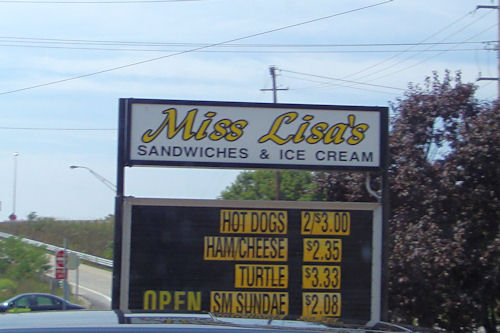 Miss Lisa's
SANDWICHES & ICE CREAM
HOT DOGS 2/$3.00
HAM/CHEESE $2.35
TURTLE $3.33
OPEN SM SUNDAE $2.08